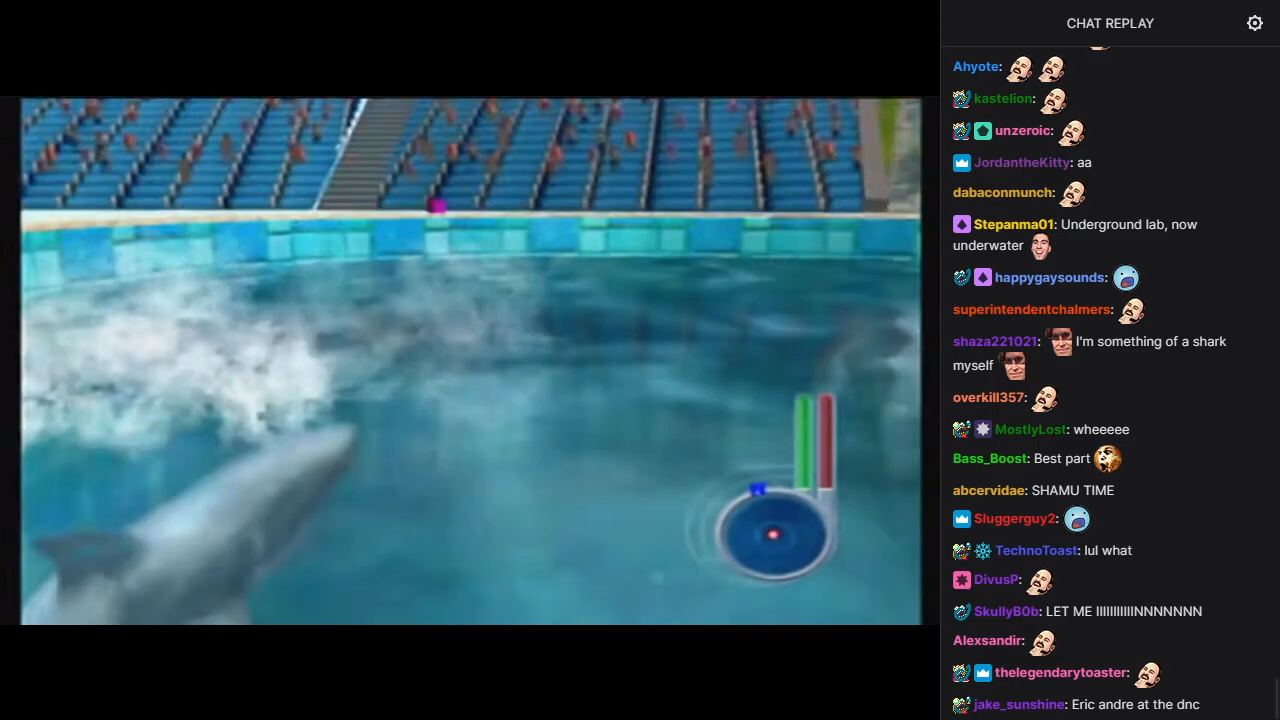 CHAT REPLAY
Ahyote:
kastelion:
unzeroic:
JordantheKitty: aa
dabaconmunch:
Stepanma01: Underground lab, now
underwater
happygaysounds:
superintendentchalmers:
shaza221021: I'm something of a shark
myself
overkill357:
MostlyLost: wheeeee
Bass_Boost: Best part
abcervidae: SHAMU TIME
Sluggerguy2:
TechnoToast: lul what
DivusP:
SkullyB0b: LET ME IIIIIIIIIIINNNNNNN
Alexsandir:
thelegendarytoaster:
jake_sunshine: Eric andre at the dnc